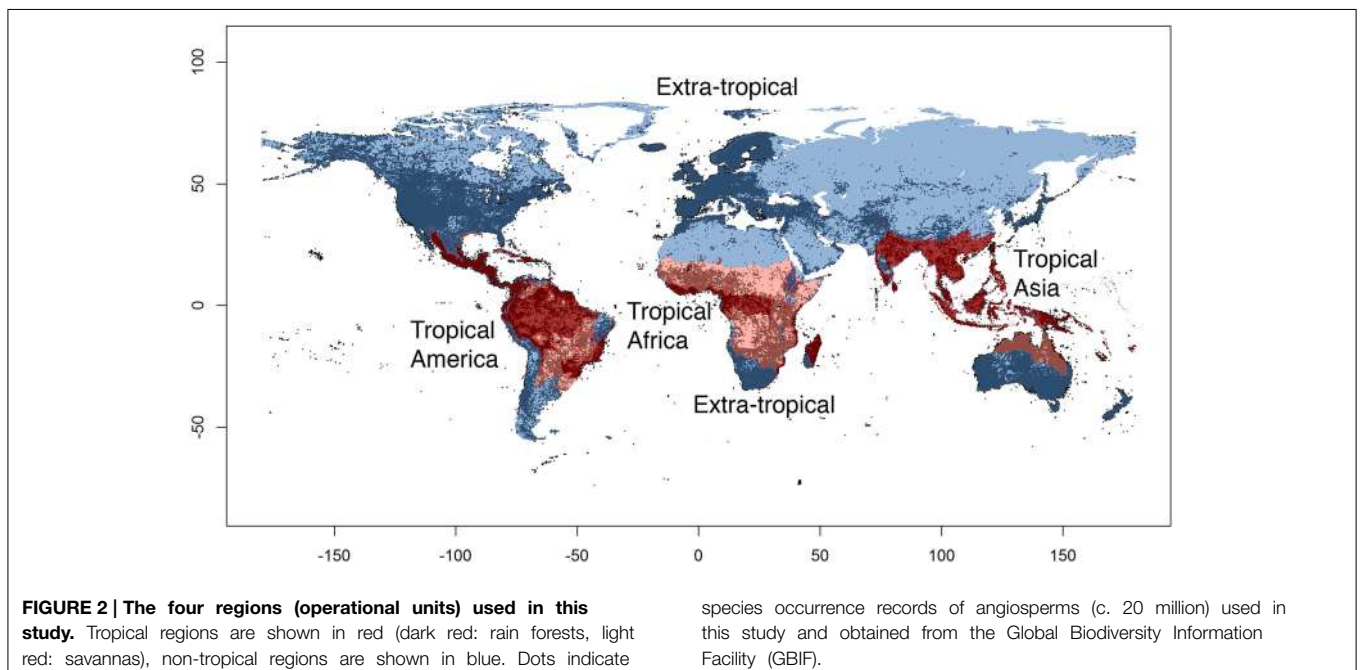 100
50
0
-50
Extra-tropical
Tropical
Asia
Tropical
America
Tropical
Africa
Extra-tropical
-150
-100
-50
0
50
100
150
FIGURE 2 | The four regions (operational units) used in this
study. Tropical regions are shown in red (dark red: rain forests, light
red: savannas), non-tropical regions are shown in blue. Dots indicate
species occurrence records of angiosperms (c. 20 million) used in
this study and obtained from the Global Biodiversity Information
Facility (GBIF).